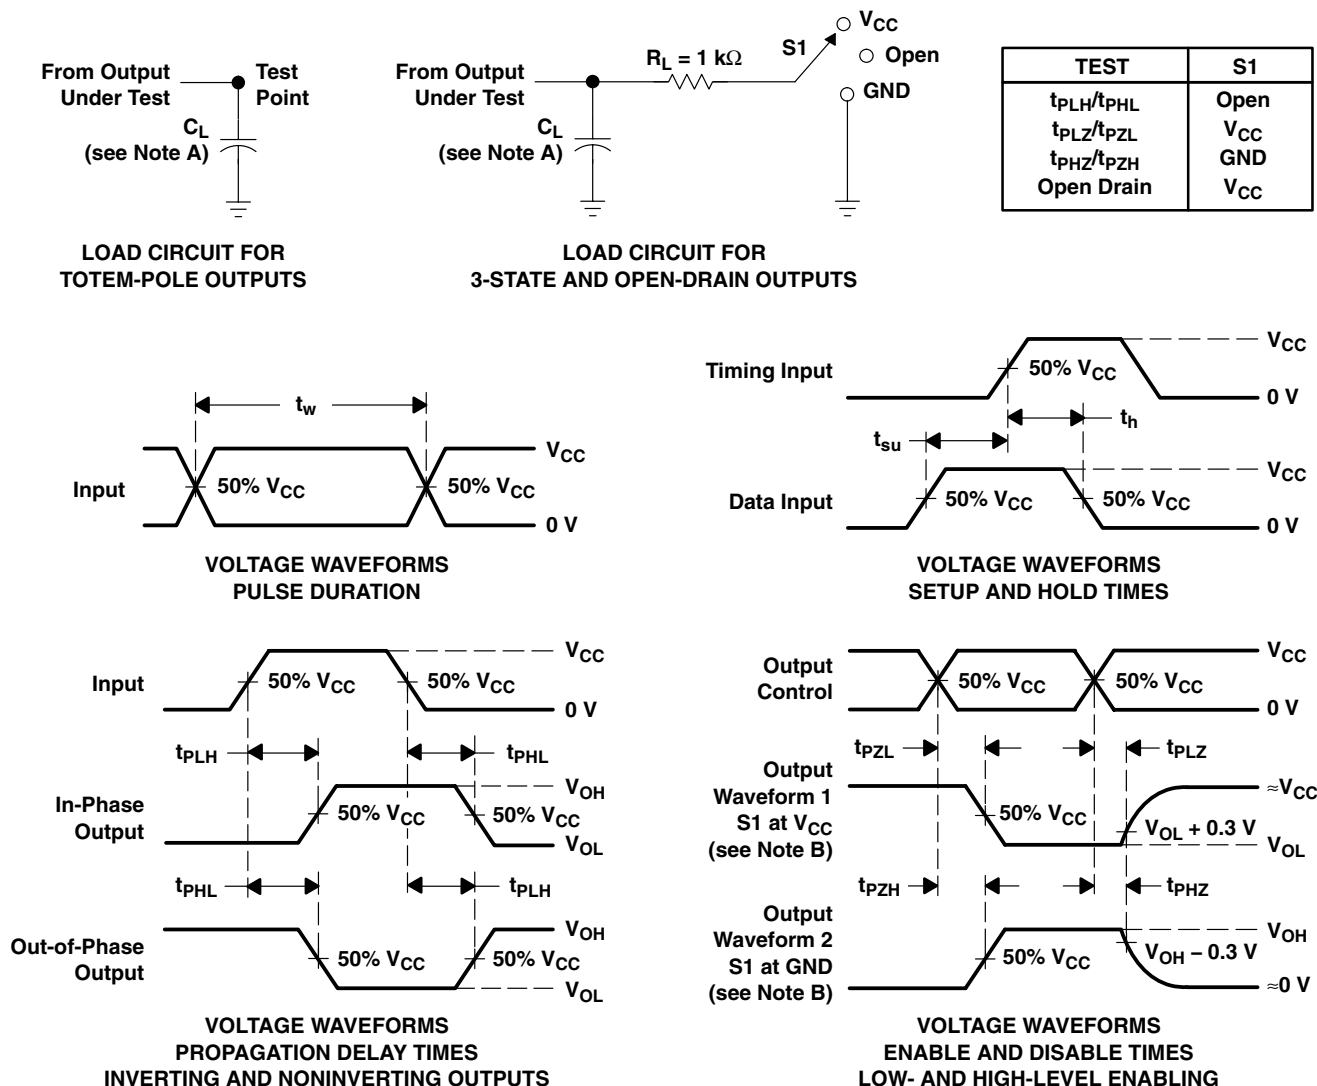 From Output
Under Test
Test
Point
CL
(see Note A)
LOAD CIRCUIT FOR
TOTEM-POLE OUTPUTS
From Output
Under Test
RL = 1 kΩ
S1
VCC
Open
GND
CL
(see Note A)
LOAD CIRCUIT FOR
3-STATE AND OPEN-DRAIN OUTPUTS
TEST S1
tPLH/tPHL Open
tPLZ/tPZL VCC
tPHZ/tPZH GND
Open Drain VCC
tw
Input
50% VCC
50% VCC
VCC
0 V
VOLTAGE WAVEFORMS
PULSE DURATION
Timing Input
50% VCC
VCC
0 V
tsu
th
Data Input
50% VCC
50% VCC
VCC
0 V
VOLTAGE WAVEFORMS
SETUP AND HOLD TIMES
Input
50% VCC
50% VCC
VCC
0 V
tPLH
tPHL
In-Phase
Output
50% VCC
50% VCC
VOH
VOL
tPHL
tPLH
Out-of-Phase
Output
50% VCC
50% VCC
VOH
VOL
VOLTAGE WAVEFORMS
PROPAGATION DELAY TIMES
INVERTING AND NONINVERTING OUTPUTS
Output
Control
50% VCC
50% VCC
VCC
0 V
tPZL
tPLZ
Output
Waveform 1
S1 at VCC
(see Note B)
50% VCC
≈VCC
VOL + 0.3 V
VOL
tPZH
tPHZ
Output
Waveform 2
S1 at GND
(see Note B)
50% VCC
VOH
VOH − 0.3 V
≈0 V
VOLTAGE WAVEFORMS
ENABLE AND DISABLE TIMES
LOW- AND HIGH-LEVEL ENABLING